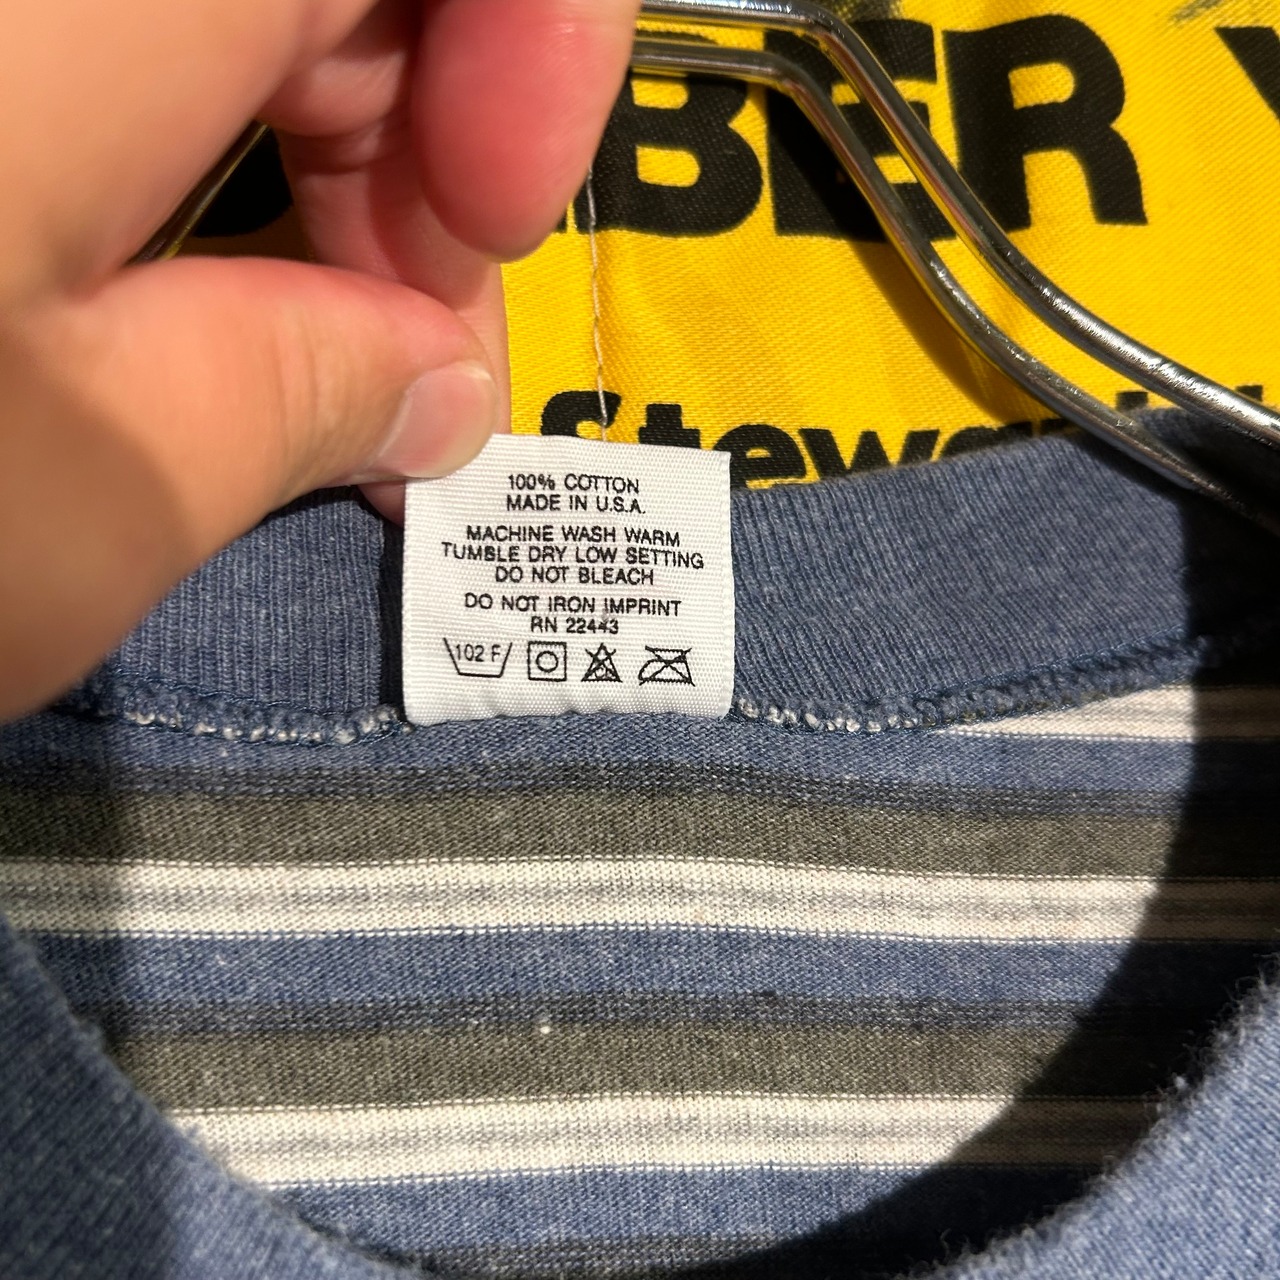 BER
Stewar
100% COTTON
MADE IN U.S.A.
MACHINE WASH WARM
TUMBLE DRY LOW SETTING
DO NOT BLEACH
DO NOT IRON IMPRINT
RN 22443
102 F